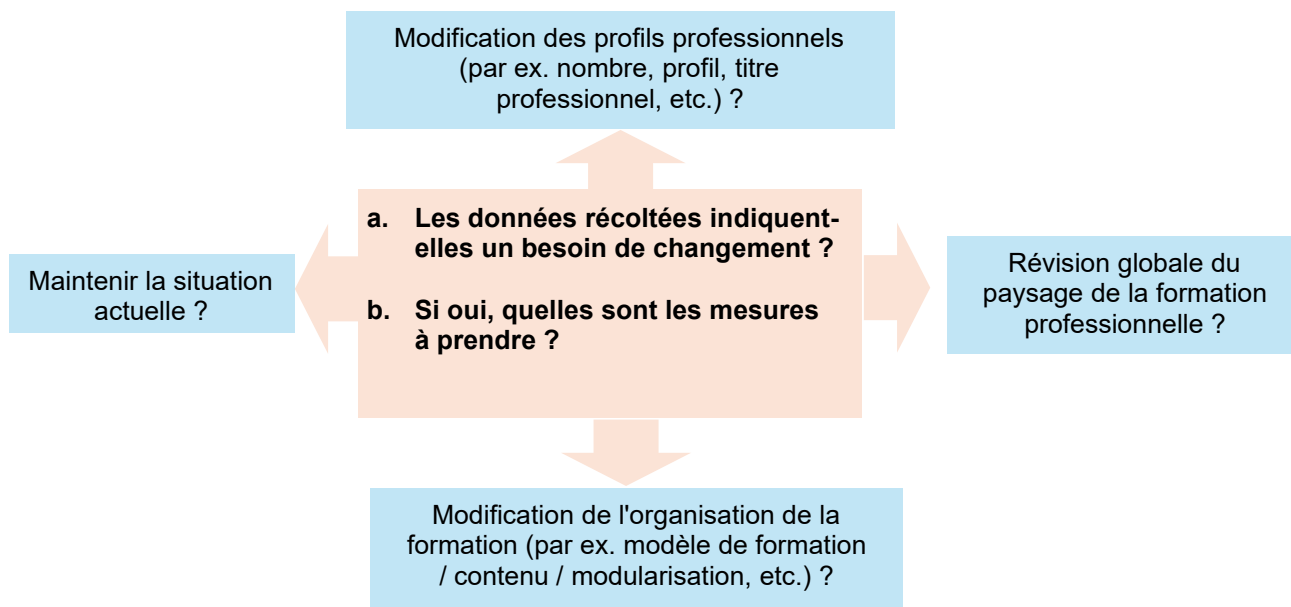 Modification des profils professionnels
(par ex. nombre, profil, titre
professionnel, etc.) ?
a. Les données récoltées indiquent-
elles un besoin de changement ?
b. Si oui, quelles sont les mesures
à prendre ?
Maintenir la situation
actuelle ?
Révision globale du
paysage de la formation
professionnelle ?
Modification de l'organisation de la
formation (par ex. modèle de formation
/ contenu / modularisation, etc.) ?